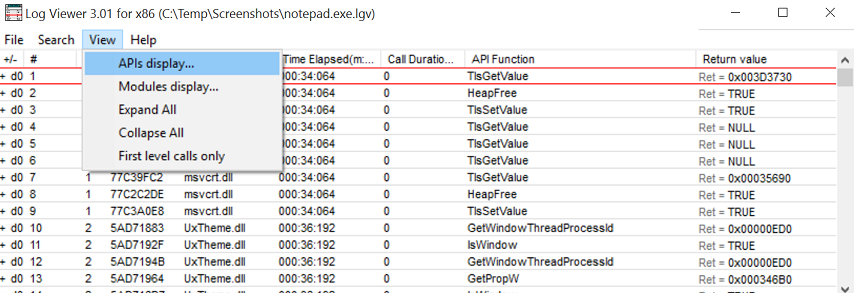 Log Viewer 3.01 for x86 (C:\Temp\Screenshots\notepad.exe.lgv)
File Search View Help
+/- # Time Elapsed(m:... Call Duratio... API Function Return value
APIs display...
Modules display...
Expand All
Collapse All
First level calls only
+ d0 1 000:34:064 0 TlsGetValue Ret = 0x003D3730
+ d0 2 000:34:064 0 HeapFree Ret = TRUE
+ d0 3 000:34:064 0 TlsSetValue Ret = TRUE
+ d0 4 000:34:064 0 TlsGetValue Ret = NULL
+ d0 5 000:34:064 0 TlsGetValue Ret = NULL
+ d0 6 000:34:064 0 TlsGetValue Ret = NULL
+ d0 7 1 77C39FC2 msvcrt.dll 000:34:064 0 TlsGetValue Ret = 0x00035690
+ d0 8 1 77C2C2DE msvcrt.dll 000:34:064 0 HeapFree Ret = TRUE
+ d0 9 1 77C3A0E8 msvcrt.dll 000:34:064 0 TlsSetValue Ret = TRUE
+ d0 10 2 5AD71883 UxTheme.dll 000:36:192 0 GetWindowThreadProcessId Ret = 0x00000ED0
+ d0 11 2 5AD7192F UxTheme.dll 000:36:192 0 IsWindow Ret = TRUE
+ d0 12 2 5AD7194B UxTheme.dll 000:36:192 0 GetWindowThreadProcessId Ret = 0x00000ED0
+ d0 13 2 5AD71964 UxTheme.dll 000:36:192 0 GetPropW Ret = 0x000346B0